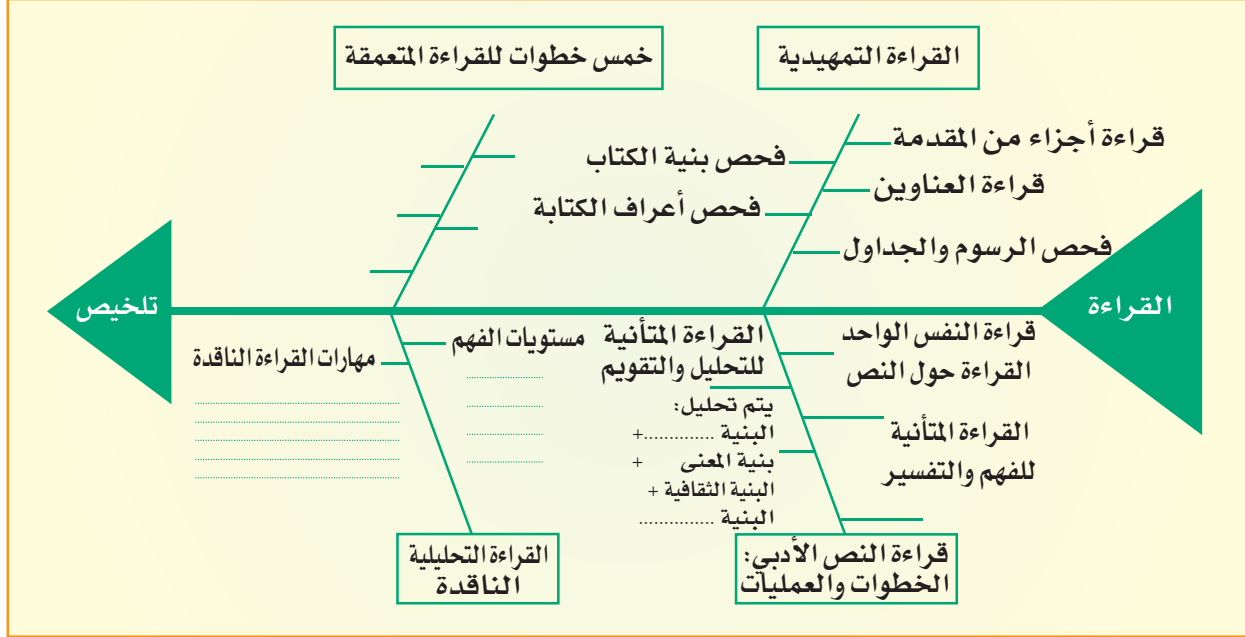 القراءة التمهيدية
خمس خطوات للقراءة المتعمقة
قراءة أجزاء من المقدمة
فحص بنية الكتاب
قراءة العناوين
فحص أعراف الكتابة
فحص الرسوم والجداول
القراءة
تلخيص
قراءة النفس الواحد
القراءة حول النص
القراءة المتأنية
للفهم والتفسير
القراءة المتأنية
للتحليل والتقويم
يتم تحليل:
البنية ..............+
بنية المعنى +
البنية الثقافية +
البنية ...............
مستويات الفهم
مهارات القراءة الناقدة
قراءة النص الأدبي:
الخطوات والعمليات
القراءة التحليلية
الناقدة